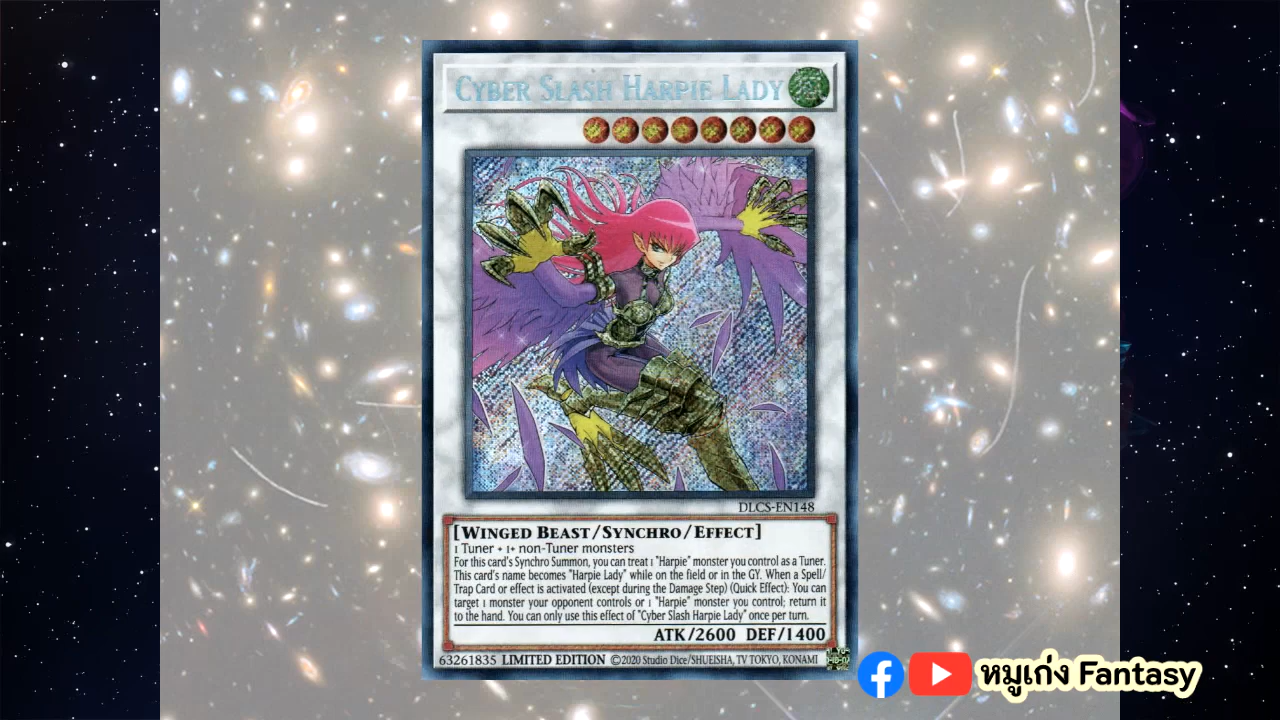 CYBER SLASH HARPIE LADY
DLCS-EN148
[WINGED BEAST/SYNCHRO/EFFECT]
1 Tuner + 1+ non-Tuner monsters
For this card's Synchro Summon, you can treat 1 "Harpie" monster you control as a Tuner.
This card's name becomes "Harpie Lady" while on the field or in the GY. When a Spell/
Trap Card or effect is activated (except during the Damage Step) (Quick Effect): You can
target 1 monster your opponent controls or 1 "Harpie" monster you control; return it
to the hand. You can only use this effect of "Cyber Slash Harpie Lady" once per turn.
ATK/2600 DEF/1400
63261835 LIMITED EDITION ©2020 Studio Dice/SHUEISHA, TV TOKYO, KONAMI
หมูเก่ง Fantasy